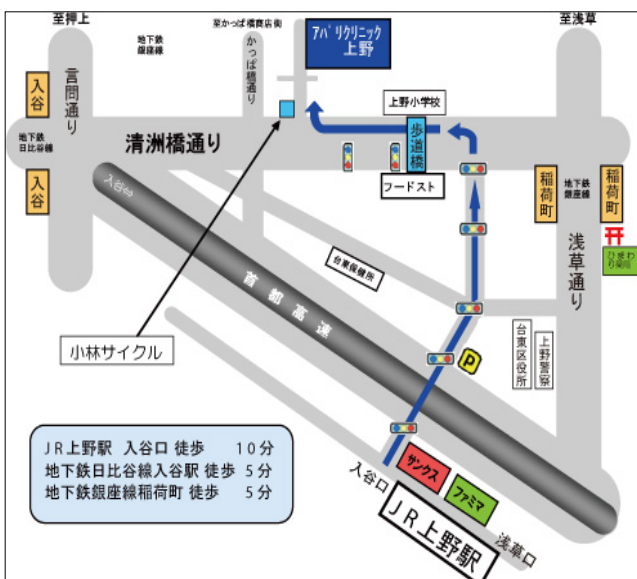 至押上
至かっぱ橋商店街
至浅草
地下鉄
銀座線
アパリクリニック
上野
かっぱ橋通り
言問通り
入谷
上野小学校
地下鉄
日比谷線
清洲橋通り
歩道橋
入谷
フードスト
稲荷町
地下鉄
銀座線
稲荷町
入谷⇔
浅草通り
台東保健所
首都高速
小林サイクル
P
台東区役所
上野警察
JR上野駅 入谷口 徒歩 10分
地下鉄日比谷線入谷駅 徒歩 5分
地下鉄銀座線稲荷町 徒歩 5分
入谷口
サンクス
ファミマ
JR上野駅
浅草口